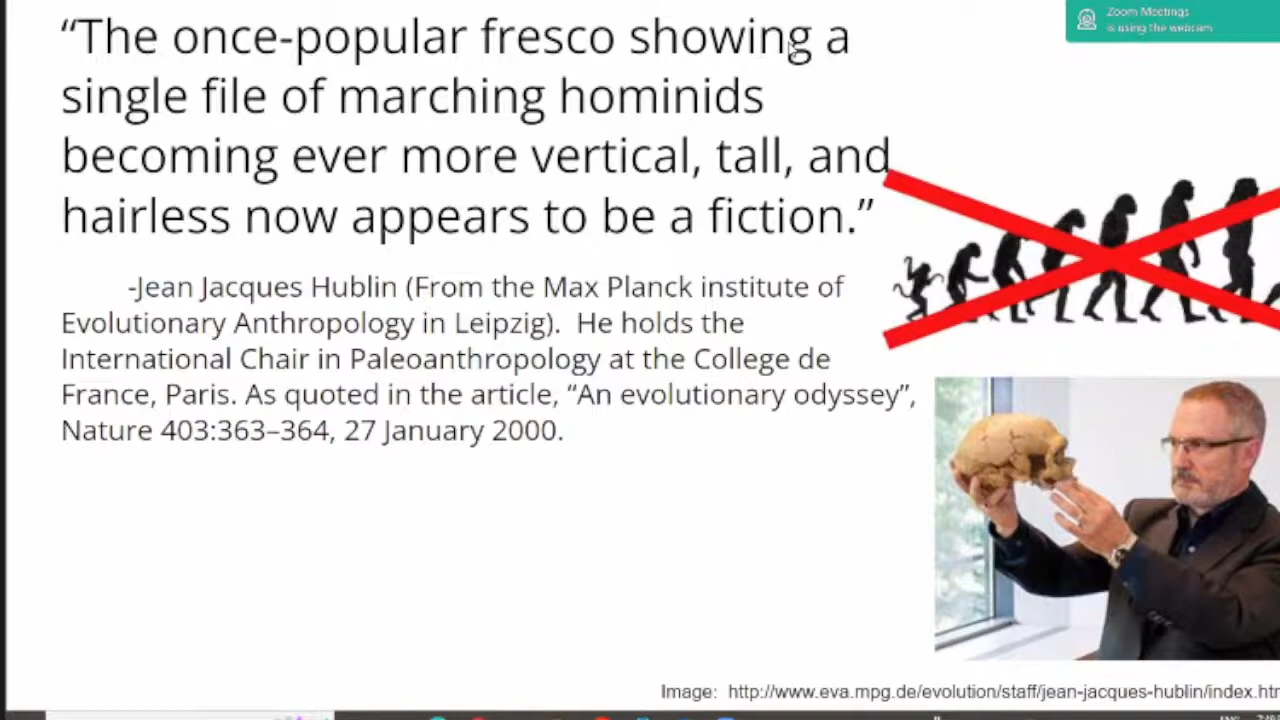 “The once-popular fresco showing a
single file of marching hominids
becoming ever more vertical, tall, and
hairless now appears to be a fiction.”
-Jean Jacques Hublin (From the Max Planck institute of
Evolutionary Anthropology in Leipzig). He holds the
International Chair in Paleoanthropology at the College de
France, Paris. As quoted in the article, “An evolutionary odyssey”,
Nature 403:363–364, 27 January 2000.
Zoom Meetings
is using the webcam
Image: http://www.eva.mpg.de/evolution/staff/jean-jacques-hublin/index.htm